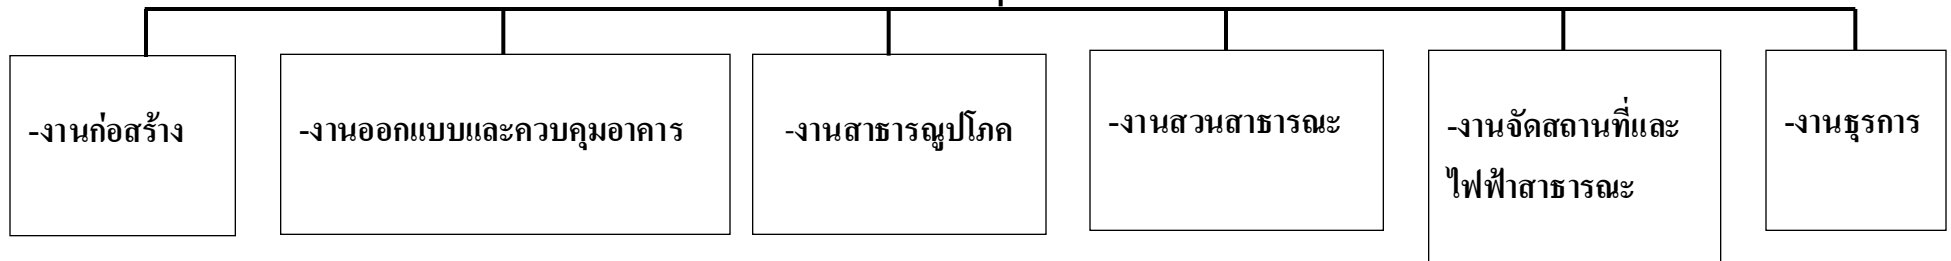 -งานก่อสร้าง
-งานออกแบบและควบคุมอาคาร
-งานสาธารณูปโภค
-งานสวนสาธารณะ
-งานจัดสถานที่และ
ไฟฟ้าสาธารณะ
-งานธุรการ